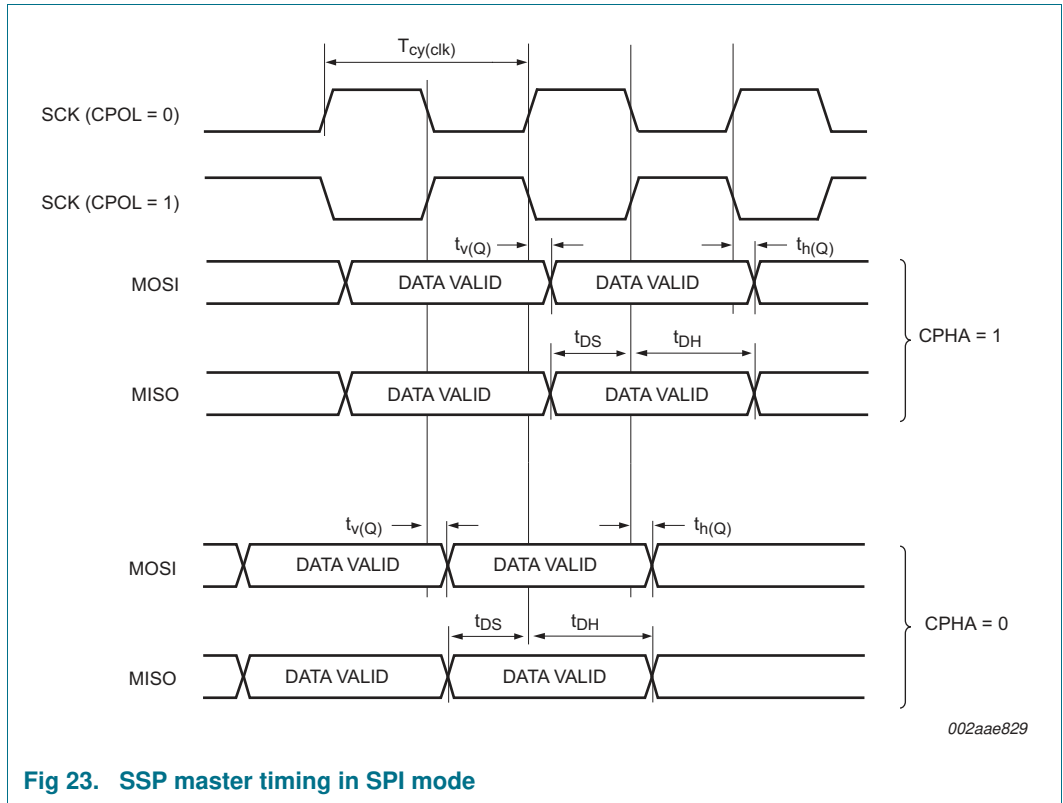 Tcy(clk)
SCK (CPOL = 0)
SCK (CPOL = 1)
tv(Q)
th(Q)
MOSI
DATA VALID
DATA VALID
tDS
tDH
CPHA = 1
MISO
DATA VALID
DATA VALID
tv(Q)
th(Q)
MOSI
DATA VALID
DATA VALID
tDS
tDH
CPHA = 0
MISO
DATA VALID
DATA VALID
002aae829
Fig 23. SSP master timing in SPI mode